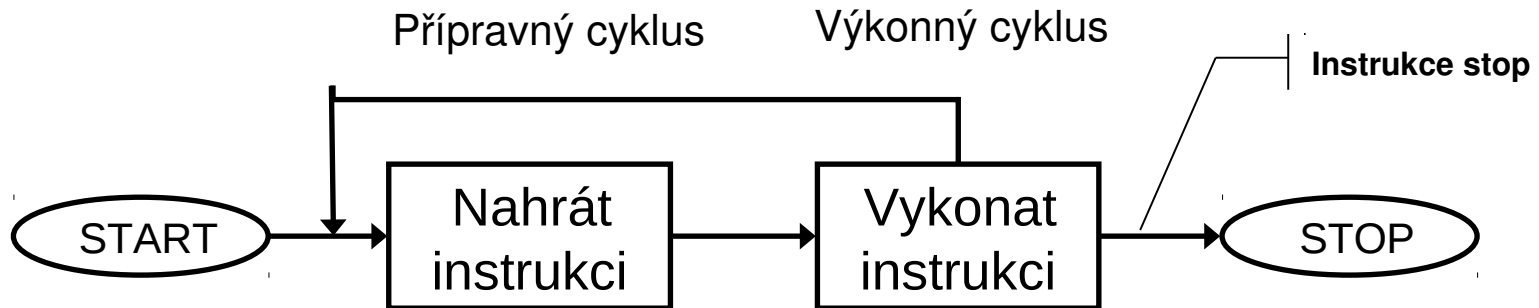 Přípravný cyklus
Výkonný cyklus
Instrukce stop
START
Nahrát
instrukci
Vykonat
instrukci
STOP